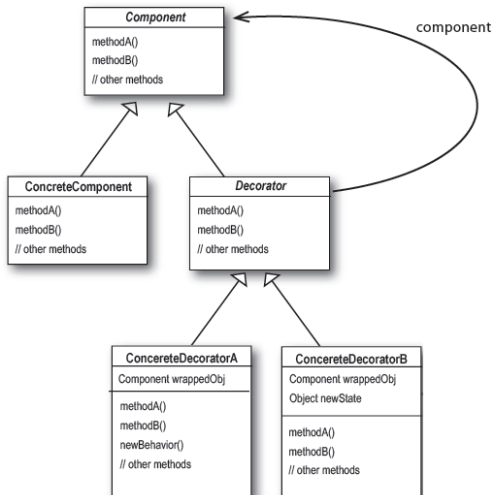 Component
methodA()
methodB()
// other methods
component
ConcreteComponent
methodA()
methodB()
// other methods
Decorator
methodA()
methodB()
// other methods
ConcereteDecoratorA
Component wrappedObj
methodA()
methodB()
newBehavior()
// other methods
ConcereteDecoratorB
Component wrappedObj
Object newState
methodA()
methodB()
// other methods